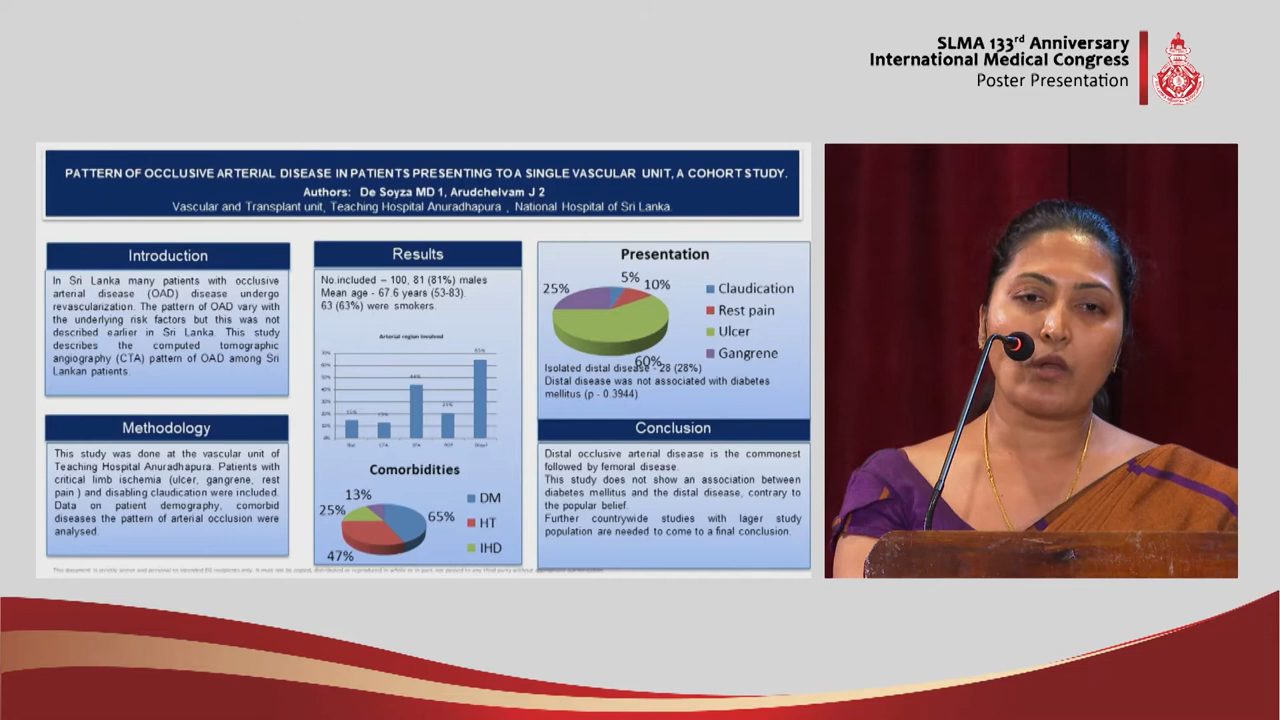 SLMA 133rd Anniversary
International Medical Congress
Poster Presentation
PATTERN OF OCCLUSIVE ARTERIAL DISEASE IN PATIENTS PRESENTING TO A SINGLE VASCULAR UNIT, A COHORT STUDY.
Authors: De Soyza MD 1, Arudchelvam J 2
Vascular and Transplant unit, Teaching Hospital Anuradhapura , National Hospital of Sri Lanka.
Introduction
In Sri Lanka many patients with occlusive
arterial disease (OAD) disease undergo
revascularization. The pattern of OAD vary with
the underlying risk factors but this was not
described earlier in Sri Lanka. This study
describes the computed tomographic
angiography (CTA) pattern of OAD among Sri
Lankan patients.
Methodology
This study was done at the vascular unit of
Teaching Hospital Anuradhapura. Patients with
critical limb ischemia (ulcer, gangrene, rest
pain ) and disabling claudication were included.
Data on patient demography, comorbid
diseases the pattern of arterial occlusion were
analysed.
Results
No.included – 100, 81 (81%) males
Mean age - 67.6 years (53-83).
63 (63%) were smokers.
Arterial region involved
Comorbidities
13%
25%
65%
47%
DM
HT
IHD
Presentation
5%
10%
25%
60%
Claudication
Rest pain
Ulcer
Gangrene
Isolated distal disease - 28 (28%)
Distal disease was not associated with diabetes
mellitus (p - 0.3944)
Conclusion
Distal occlusive arterial disease is the commonest
followed by femoral disease.
This study does not show an association between
diabetes mellitus and the distal disease, contrary to
the popular belief.
Further countrywide studies with lager study
population are needed to come to a final conclusion.